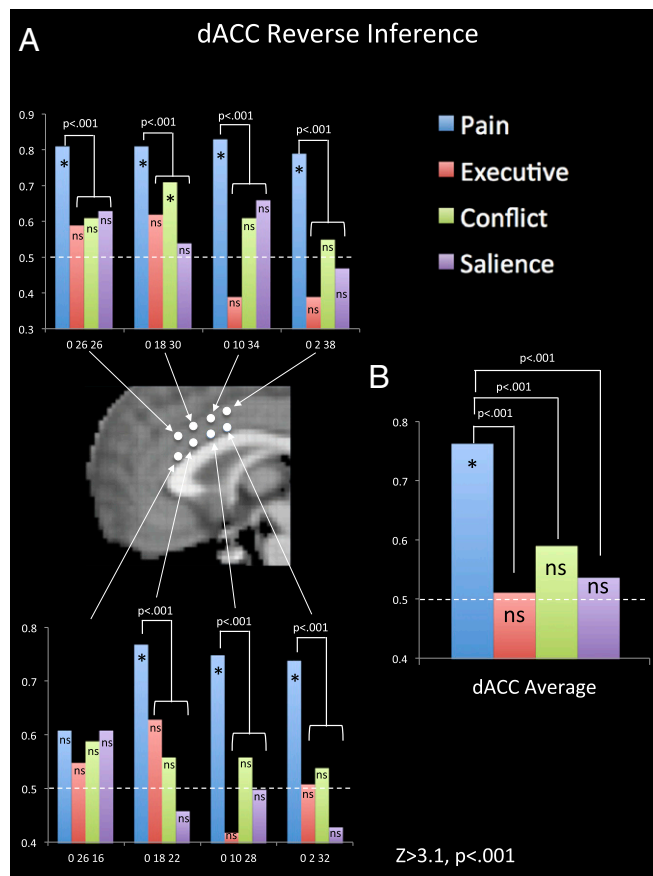 A
dACC Reverse Inference
0.9
0.8
0.7
0.6
0.5
0.4
0.3
p<.001
p<.001
p<.001
p<.001
*
ns
ns
ns
*
ns
*
ns
*
ns
ns
ns
*
ns
ns
ns
0 26 26
0 18 30
0 10 34
0 2 38
Pain
Executive
Conflict
Salience
B
p<.001
p<.001
p<.001
0.8
0.7
0.6
0.5
0.4
*
ns
ns
ns
dACC Average
0.8
0.7
0.6
0.5
0.4
p<.001
p<.001
p<.001
ns
ns
ns
ns
*
ns
ns
ns
*
ns
ns
ns
*
ns
ns
ns
0 26 16
0 18 22
0 10 28
0 2 32
Z>3.1, p<.001